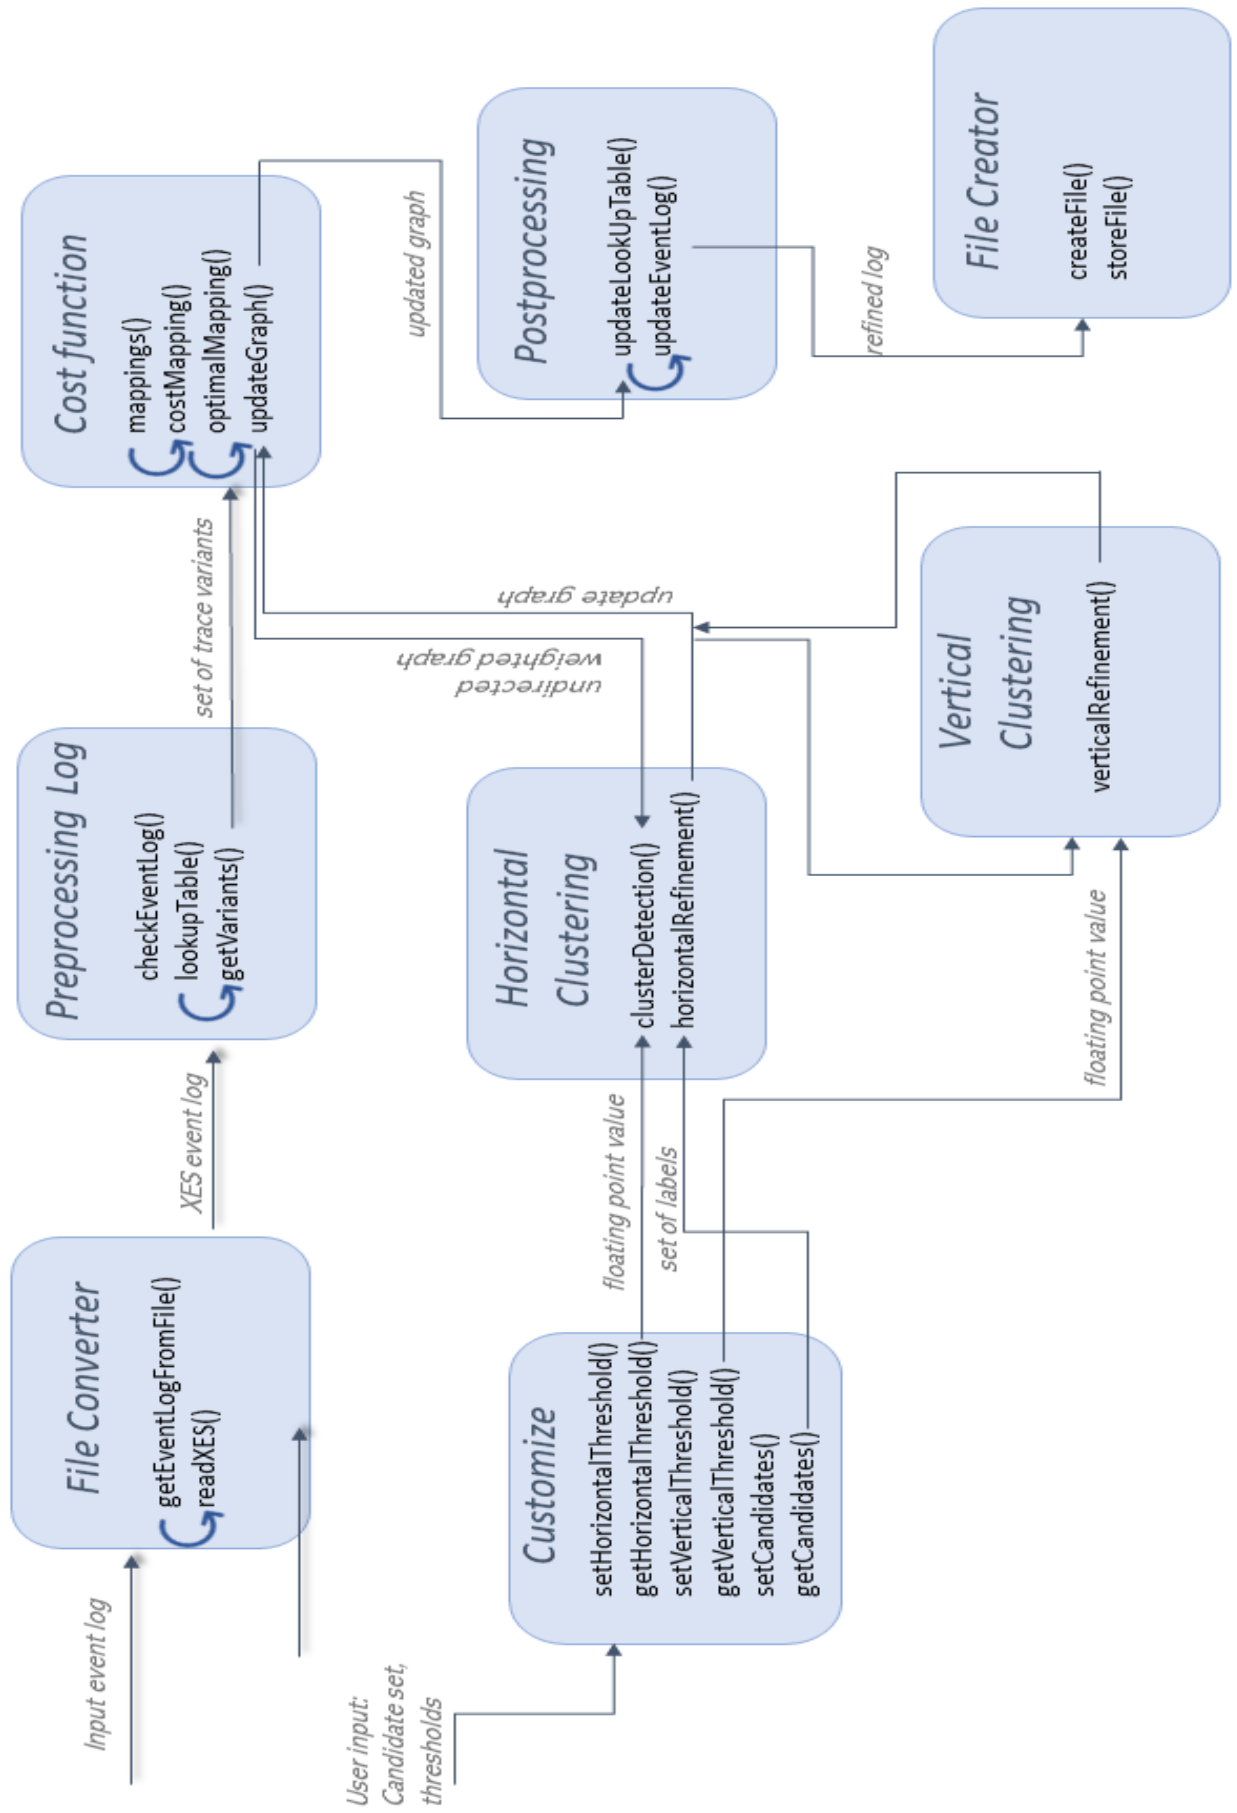 Input event log
File Converter
getEventLogFromFile()
readXES()
XES event log
Preprocessing Log
checkEventLog()
lookupTable()
getVariants()
set of trace variants
Cost function
mappings()
costMapping()
optimalMapping()
updateGraph()
User input:
Candidate set,
thresholds
Customize
setHorizontalThreshold()
getHorizontalThreshold()
setVerticalThreshold()
getVerticalThreshold()
setCandidates()
getCandidates()
floating point value
set of labels
Horizontal
Clustering
clusterDetection()
horizontalRefinement()
undirected
weighted graph
update graph
updated graph
Postprocessing
updateLookUpTable()
updateEventLog()
refined log
floating point value
Vertical
Clustering
verticalRefinement()
File Creator
createFile()
storeFile()